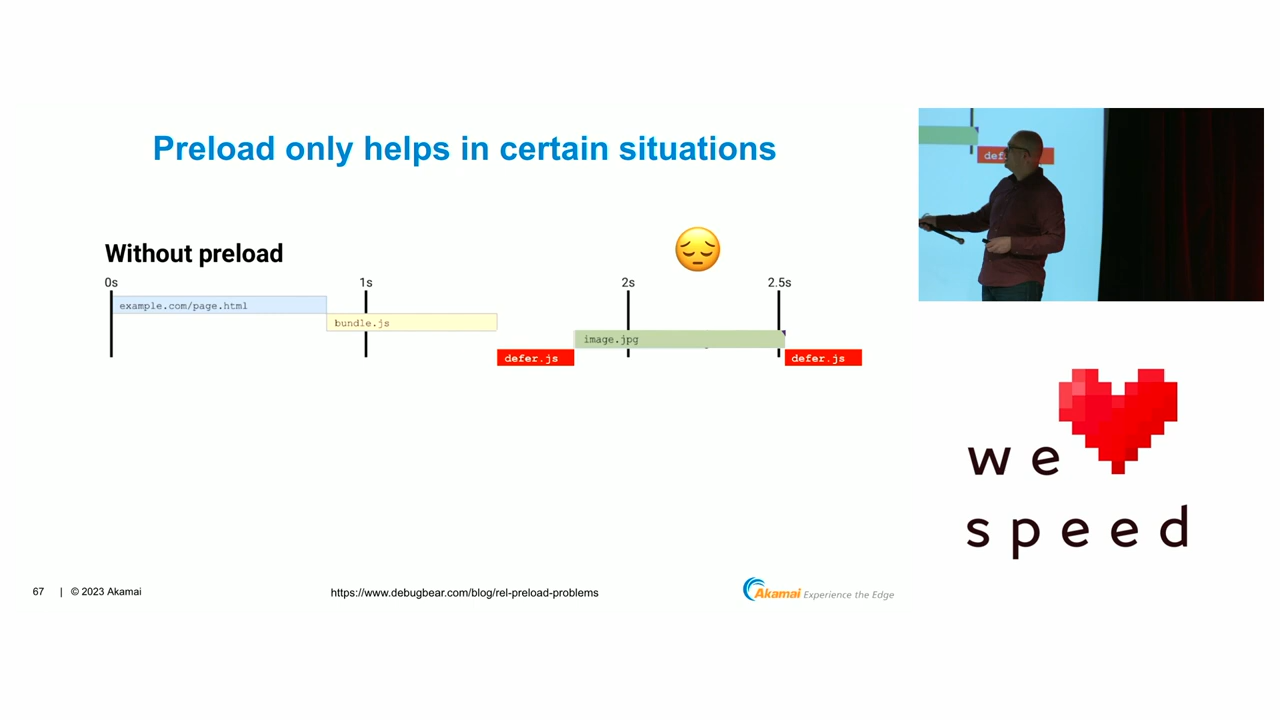 Preload only helps in certain situations
Without preload
0s
1s
2s
2.5s
example.com/page.html
bundle.js
image.jpg
defer.js
defer.js
67 | © 2023 Akamai
https://www.debugbear.com/blog/rel-preload-problems
Akamai Experience the Edge
we
speed